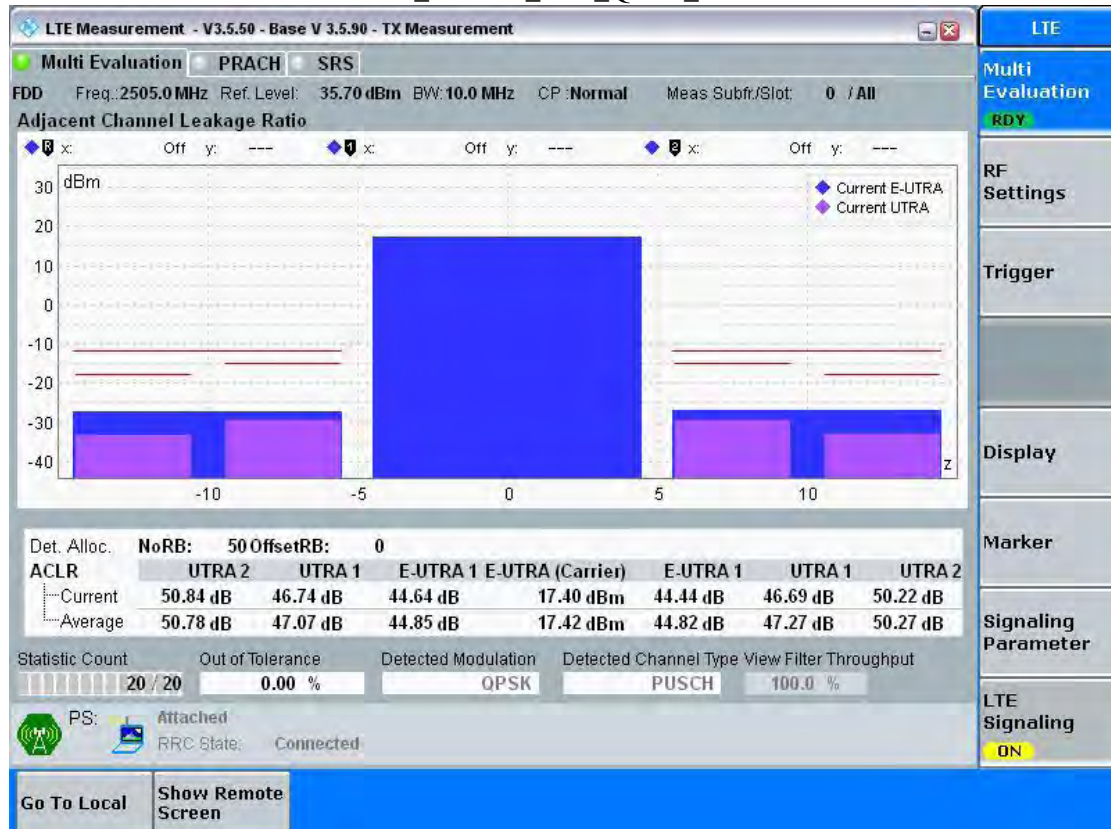 LTE Measurement - V3.5.50 - Base V 3.5.90 - TX Measurement
LTE
Multi Evaluation PRACH SRS
FDD Freq.:2505.0 MHz Ref. Level: 35.70 dBm BW:10.0 MHz CP :Normal Meas Subfr./Slot: 0 / All
Adjacent Channel Leakage Ratio
R x: Off y: --- 1 x: Off y: --- 2 x: Off y: ---
dBm
Current E-UTRA
Current UTRA
30
20
10
0
-10
-20
-30
-40
z
-10 -5 0 5 10
Det. Alloc. NoRB: 50 OffsetRB: 0
ACLR UTRA 2 UTRA 1 E-UTRA 1 E-UTRA (Carrier) E-UTRA 1 UTRA 1 UTRA 2
Current 50.84 dB 46.74 dB 44.64 dB 17.40 dBm 44.44 dB 46.69 dB 50.22 dB
Average 50.78 dB 47.07 dB 44.85 dB 17.42 dBm 44.82 dB 47.27 dB 50.27 dB
Statistic Count Out of Tolerance Detected Modulation Detected Channel Type View Filter Throughput
20 / 20 0.00 % QPSK PUSCH 100.0 %
PS: Attached
RRC State: Connected
Multi
Evaluation
RDY
RF
Settings
Trigger
Display
Marker
Signaling
Parameter
LTE
Signaling
ON
Go To Local
Show Remote
Screen